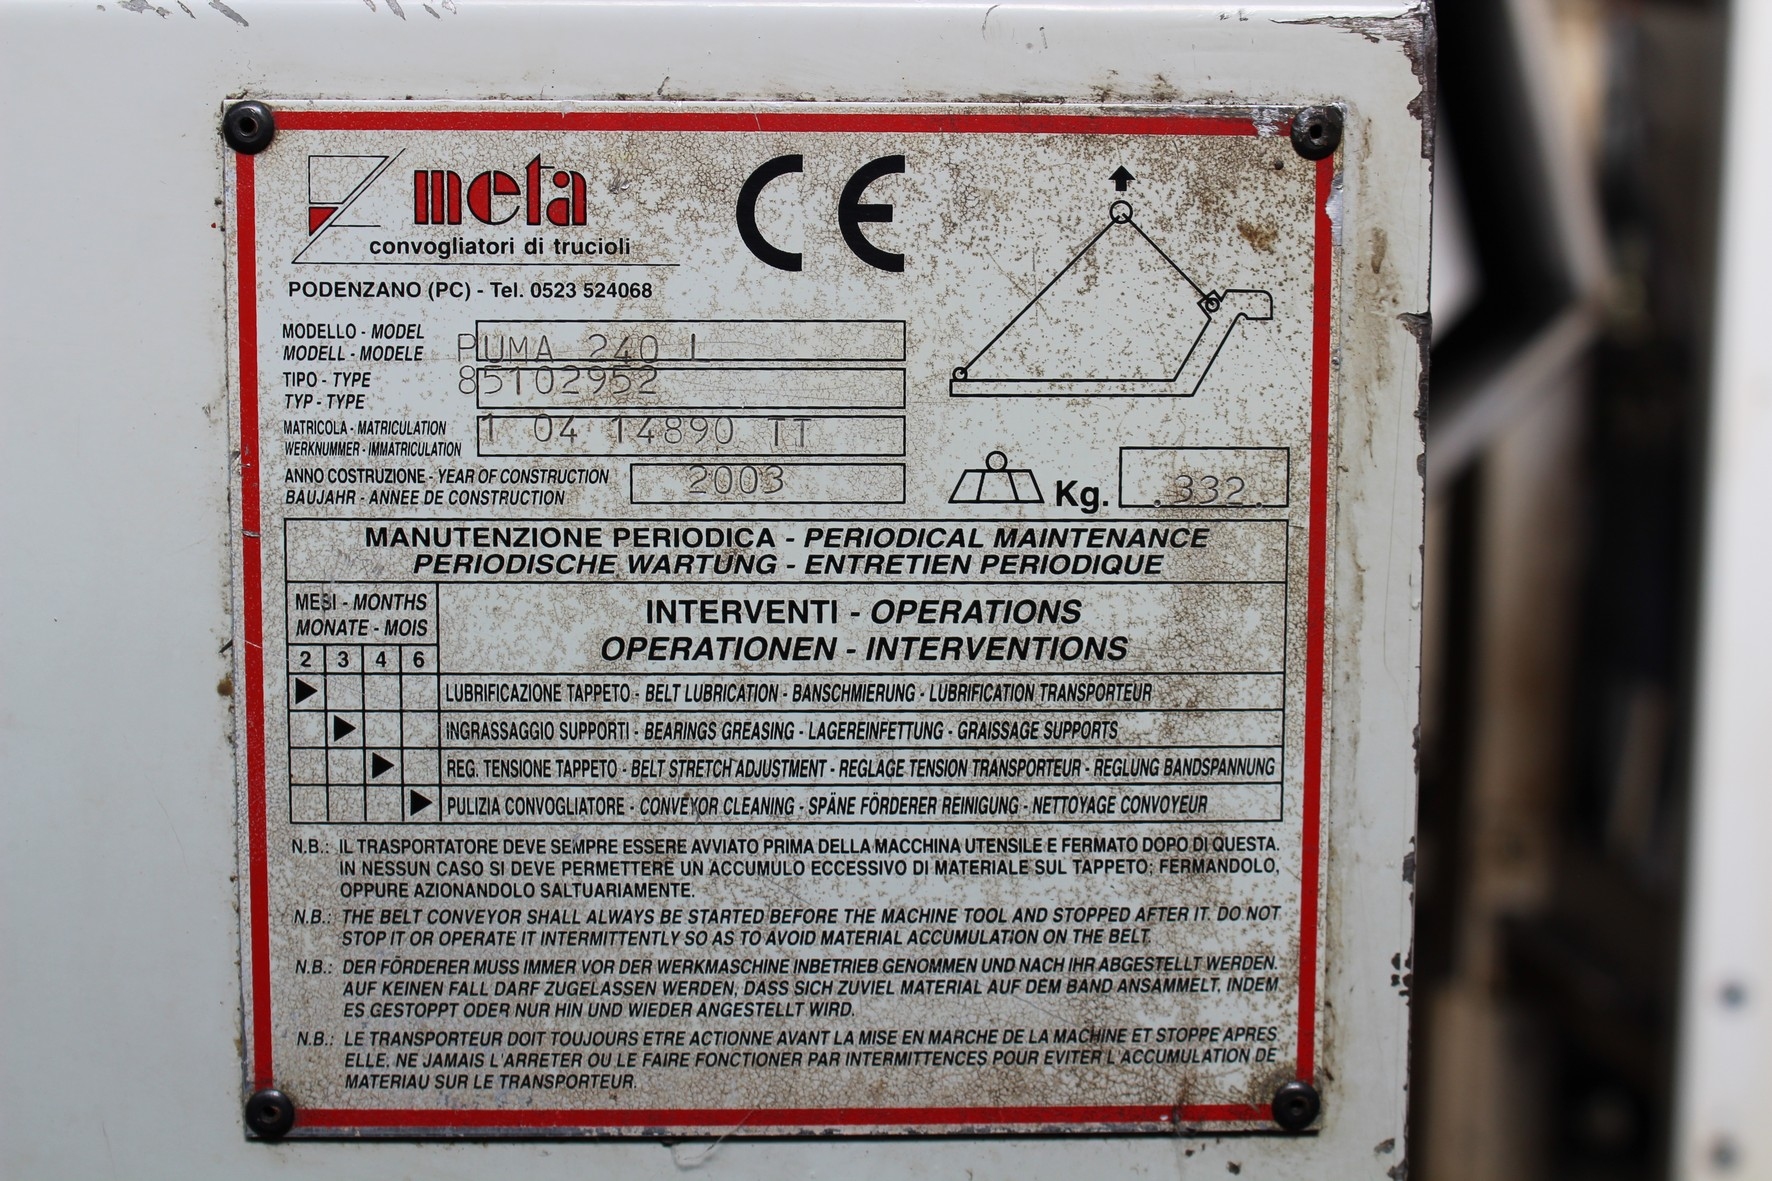 meta
convogliatori di trucioli
CE
PODENZANO (PC) - Tel. 0523 524068
MODELLO - MODEL
MODELL - MODELE
PUMA 240 L
TIPO - TYPE
TYP - TYPE
85102952
MATRICOLA - MATRICULATION
WERKNUMMER - IMMATRICULATION
1 04 14890 TT
ANNO COSTRUZIONE - YEAR OF CONSTRUCTION
BAUJAHR - ANNEE DE CONSTRUCTION
2003
Kg. .332.
MANUTENZIONE PERIODICA - PERIODICAL MAINTENANCE
PERIODISCHE WARTUNG - ENTRETIEN PERIODIQUE
MESI - MONTHS
MONATE - MOIS
2 3 4 6
INTERVENTI - OPERATIONS
OPERATIONEN - INTERVENTIONS
LUBRIFICAZIONE TAPPETO - BELT LUBRICATION - BANSCHMIERUNG - LUBRIFICATION TRANSPORTEUR
INGRASSAGGIO SUPPORTI - BEARINGS GREASING - LAGEREINFETTUNG - GRAISSAGE SUPPORTS
REG. TENSIONE TAPPETO - BELT STRETCH ADJUSTMENT - REGLAGE TENSION TRANSPORTEUR - REGLUNG BANDSPANNUNG
PULIZIA CONVOGLIATORE - CONVEYOR CLEANING - SPÄNE FÖRDERER REINIGUNG - NETTOYAGE CONVOYEUR
N.B.: IL TRASPORTATORE DEVE SEMPRE ESSERE AVVIATO PRIMA DELLA MACCHINA UTENSILE E FERMATO DOPO DI QUESTA.
IN NESSUN CASO SI DEVE PERMETTERE UN ACCUMULO ECCESSIVO DI MATERIALE SUL TAPPETO; FERMANDOLO,
OPPURE AZIONANDOLO SALTUARIAMENTE.
N.B.: THE BELT CONVEYOR SHALL ALWAYS BE STARTED BEFORE THE MACHINE TOOL AND STOPPED AFTER IT. DO NOT
STOP IT OR OPERATE IT INTERMITTENTLY SO AS TO AVOID MATERIAL ACCUMULATION ON THE BELT.
N.B.: DER FÖRDERER MUSS IMMER VOR DER WERKMASCHINE INBETRIEB GENOMMEN UND NACH IHR ABGESTELLT WERDEN.
AUF KEINEN FALL DARF ZUGELASSEN WERDEN, DASS SICH ZUVIEL MATERIAL AUF DEM BAND ANSAMMELT, INDEM
ES GESTOPPT ODER NUR HIN UND WIEDER ANGESTELLT WIRD.
N.B.: LE TRANSPORTEUR DOIT TOUJOURS ETRE ACTIONNE AVANT LA MISE EN MARCHE DE LA MACHINE ET STOPPE APRES
ELLE, NE JAMAIS L'ARRETER OU LE FAIRE FONCTIONER PAR INTERMITTENCES POUR EVITER L'ACCUMULATION DE
MATERIAU SUR LE TRANSPORTEUR.